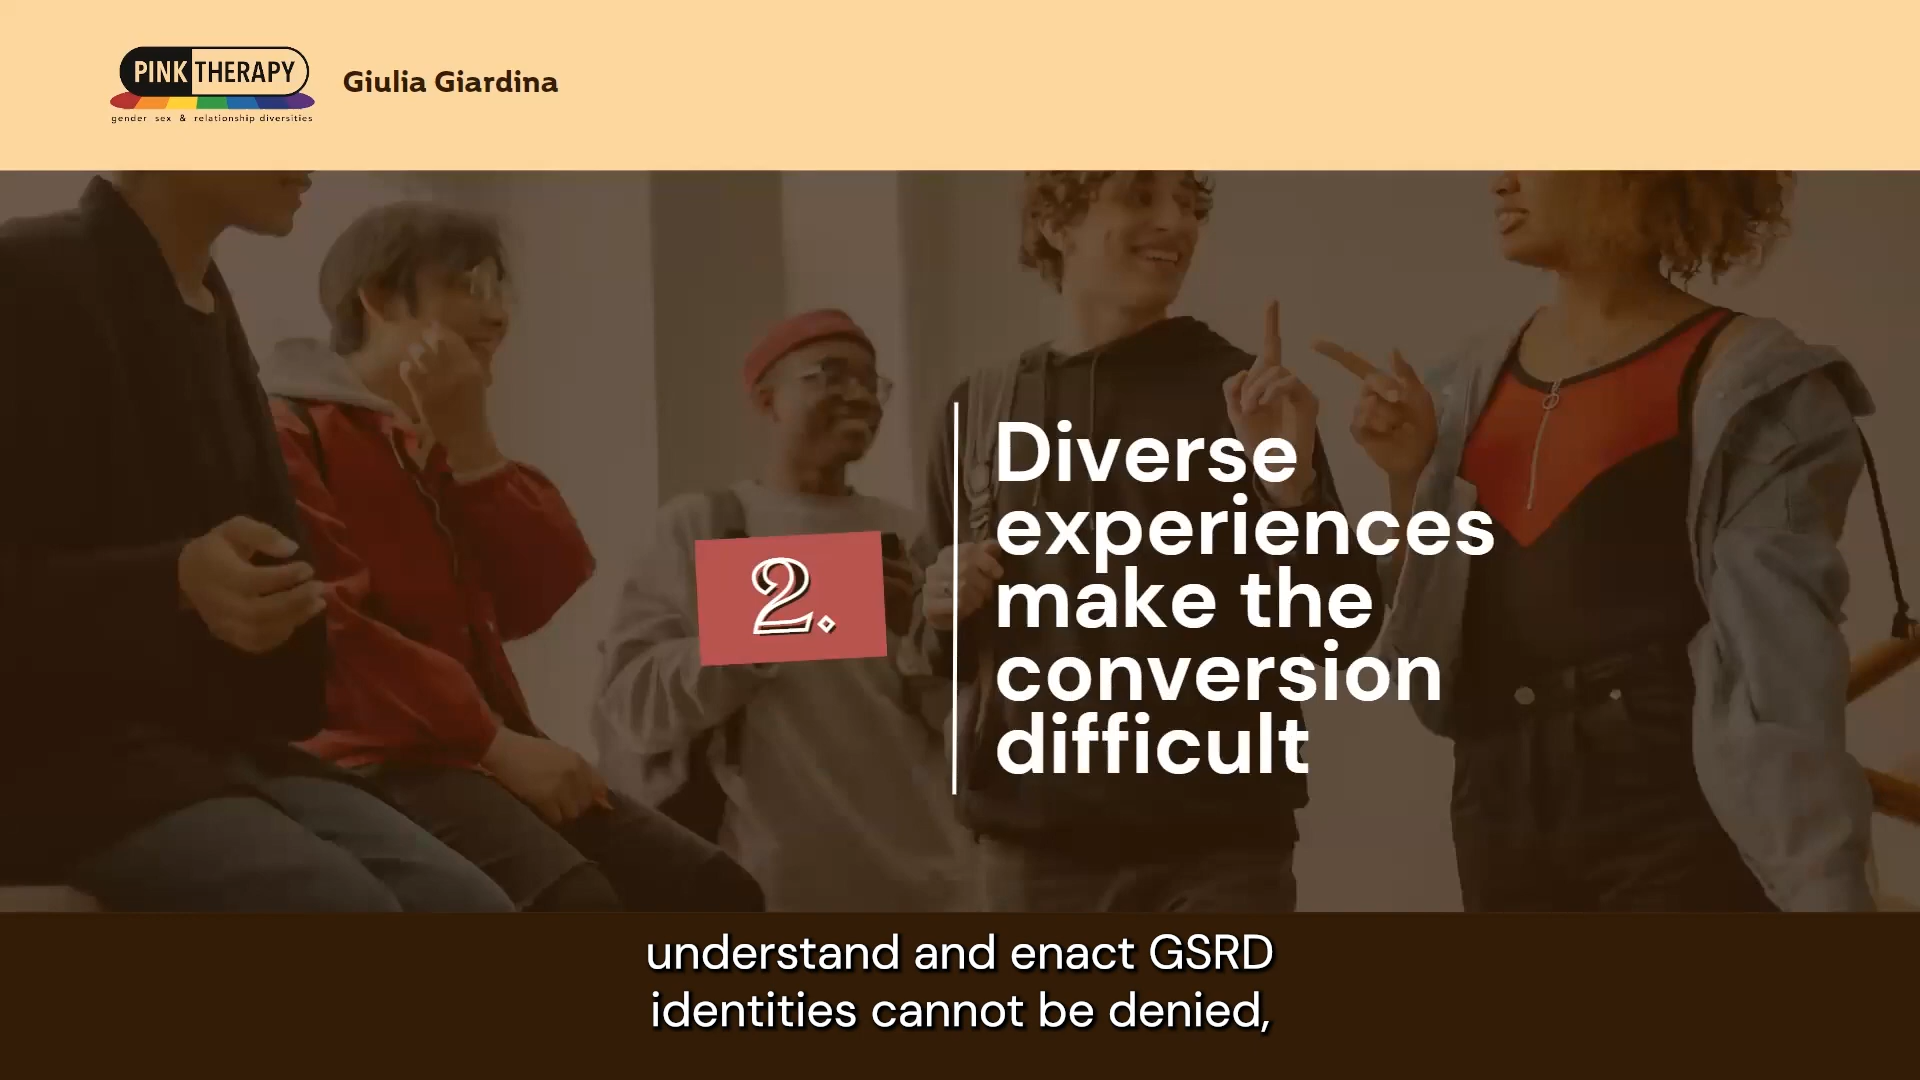 PINK THERAPY
gender sex & relationship diversities
Giulia Giardina
2.
Diverse
experiences
make the
conversion
difficult
understand and enact GSRD
identities cannot be denied,